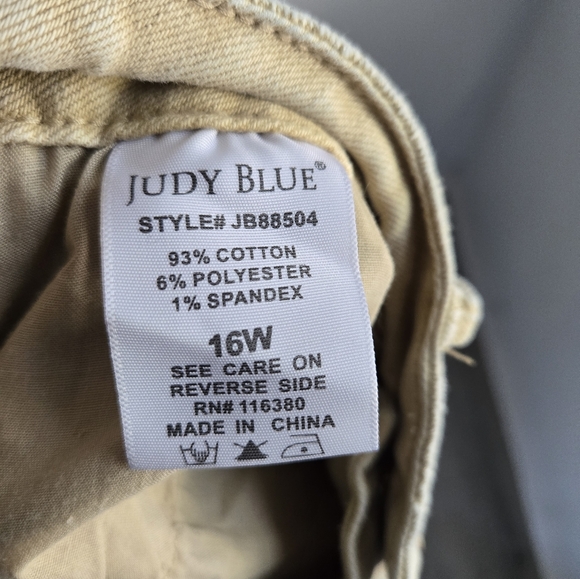 JUDY BLUE®
STYLE# JB88504
93% COTTON
6% POLYESTER
1% SPANDEX
16W
SEE CARE ON
REVERSE SIDE
RN# 116380
MADE IN CHINA